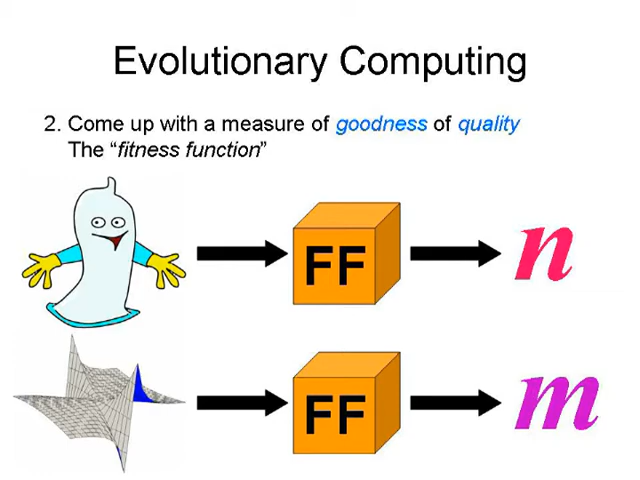 Evolutionary Computing
2. Come up with a measure of goodness of quality
The “fitness function”
FF
n
FF
m